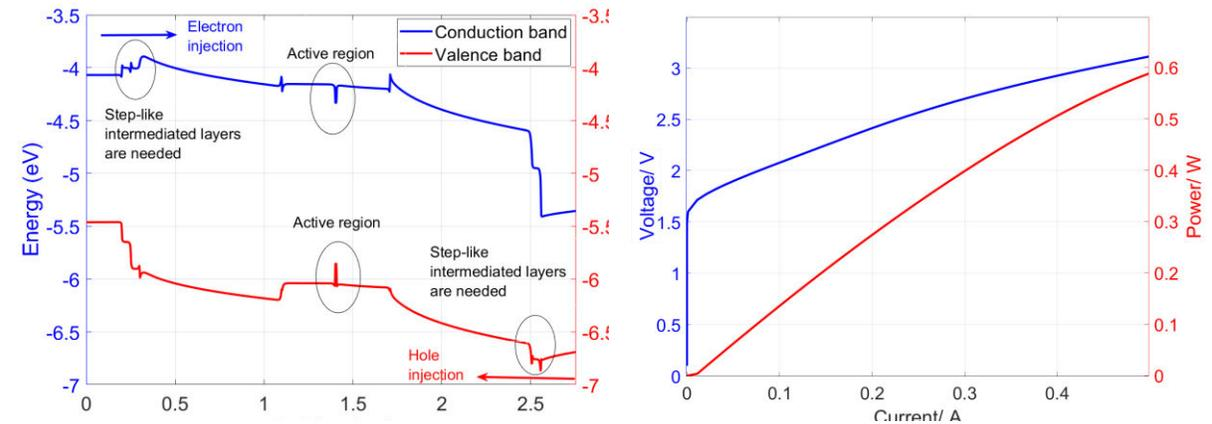 -3.5
-4
-4.5
-5
-5.5
-6
-6.5
-7
Energy (eV)
0
0.5
1
1.5
2
2.5
Electron
injection
Active region
Conduction band
Valence band
Step-like
intermediated layers
are needed
Active region
Step-like
intermediated layers
are needed
Hole
injection
-3.5
-4
-4.5
-5
-5.5
-6
-6.5
-7
3
2.5
2
1.5
1
0.5
0
Voltage/ V
0.0
0.1
0.2
0.3
0.4
Current/ A
0.6
0.5
0.4
0.3
0.2
0.1
0
Power/ W